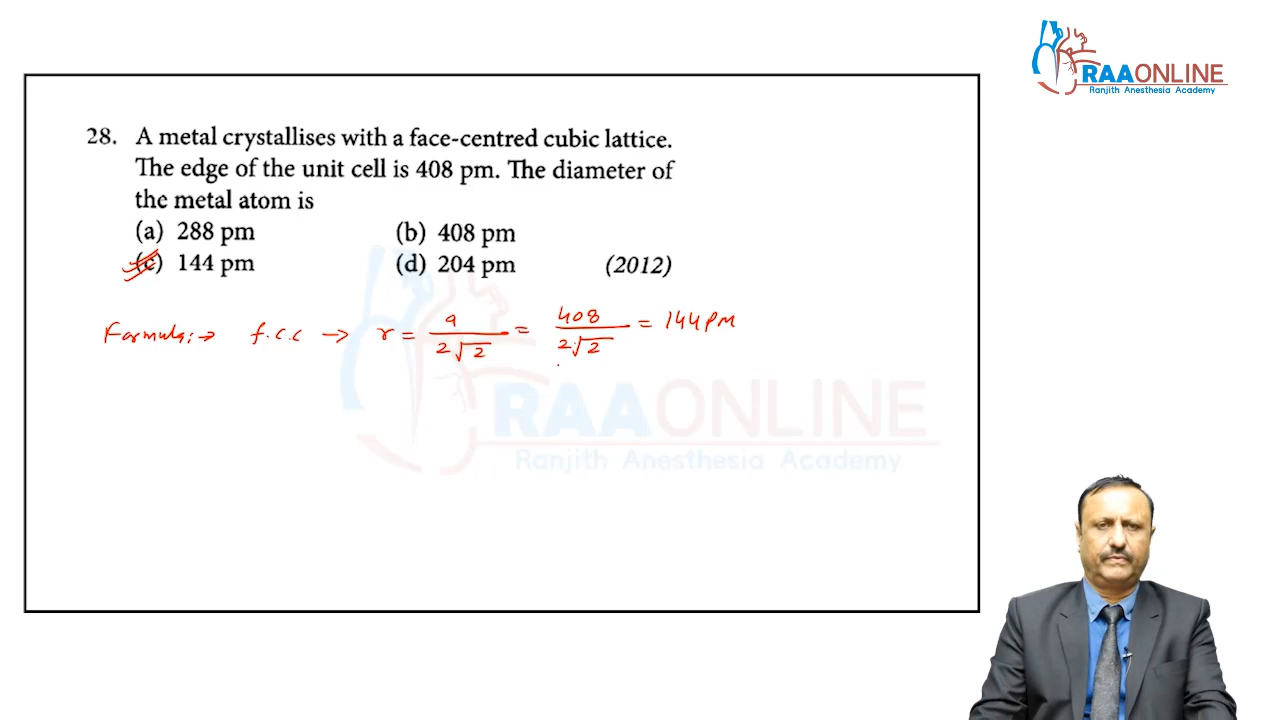 RAAONLINE
Ranjith Anesthesia Academy
28. A metal crystallises with a face-centred cubic lattice.
The edge of the unit cell is 408 pm. The diameter of
the metal atom is
(a) 288 pm (b) 408 pm
(c) 144 pm (d) 204 pm (2012)
Formula:→ f.c.c → r = a/2√2 = 408/2√2 = 144PM
RAAONLINE
Ranjith Anesthesia Academy